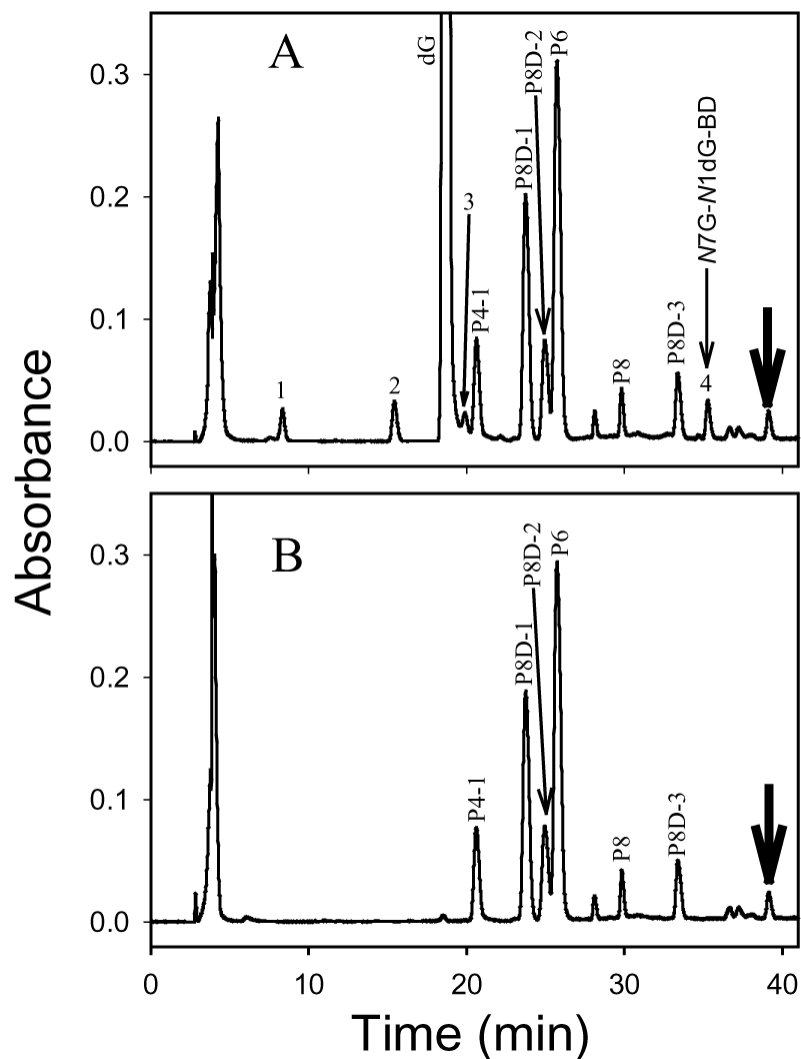 Absorbance
A
0.3
0.2
0.1
0.0
1
2
dG
3
P4-1
P8D-1
P8D-2
P6
P8
P8D-3
4
N7G-N1dG-BD
B
0.3
0.2
0.1
0.0
P4-1
P8D-1
P8D-2
P6
P8
P8D-3
0
10
20
30
40
Time (min)